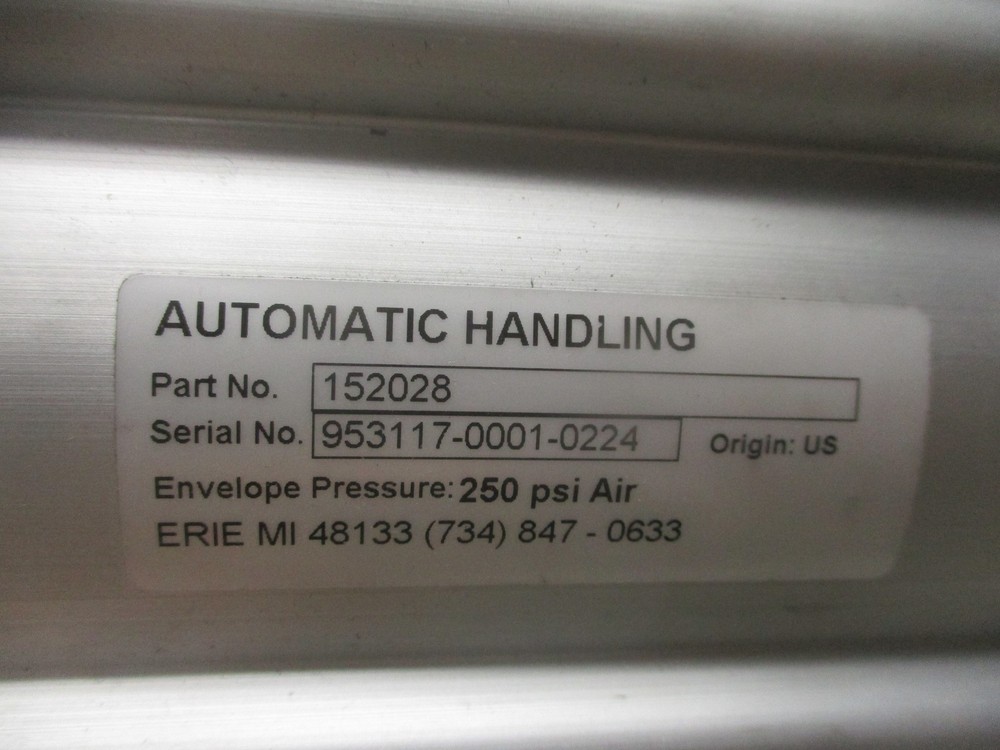 AUTOMATIC HANDLING
Part No. 152028
Serial No. 953117-0001-0224 Origin: US
Envelope Pressure: 250 psi Air
ERIE MI 48133 (734) 847 - 0633